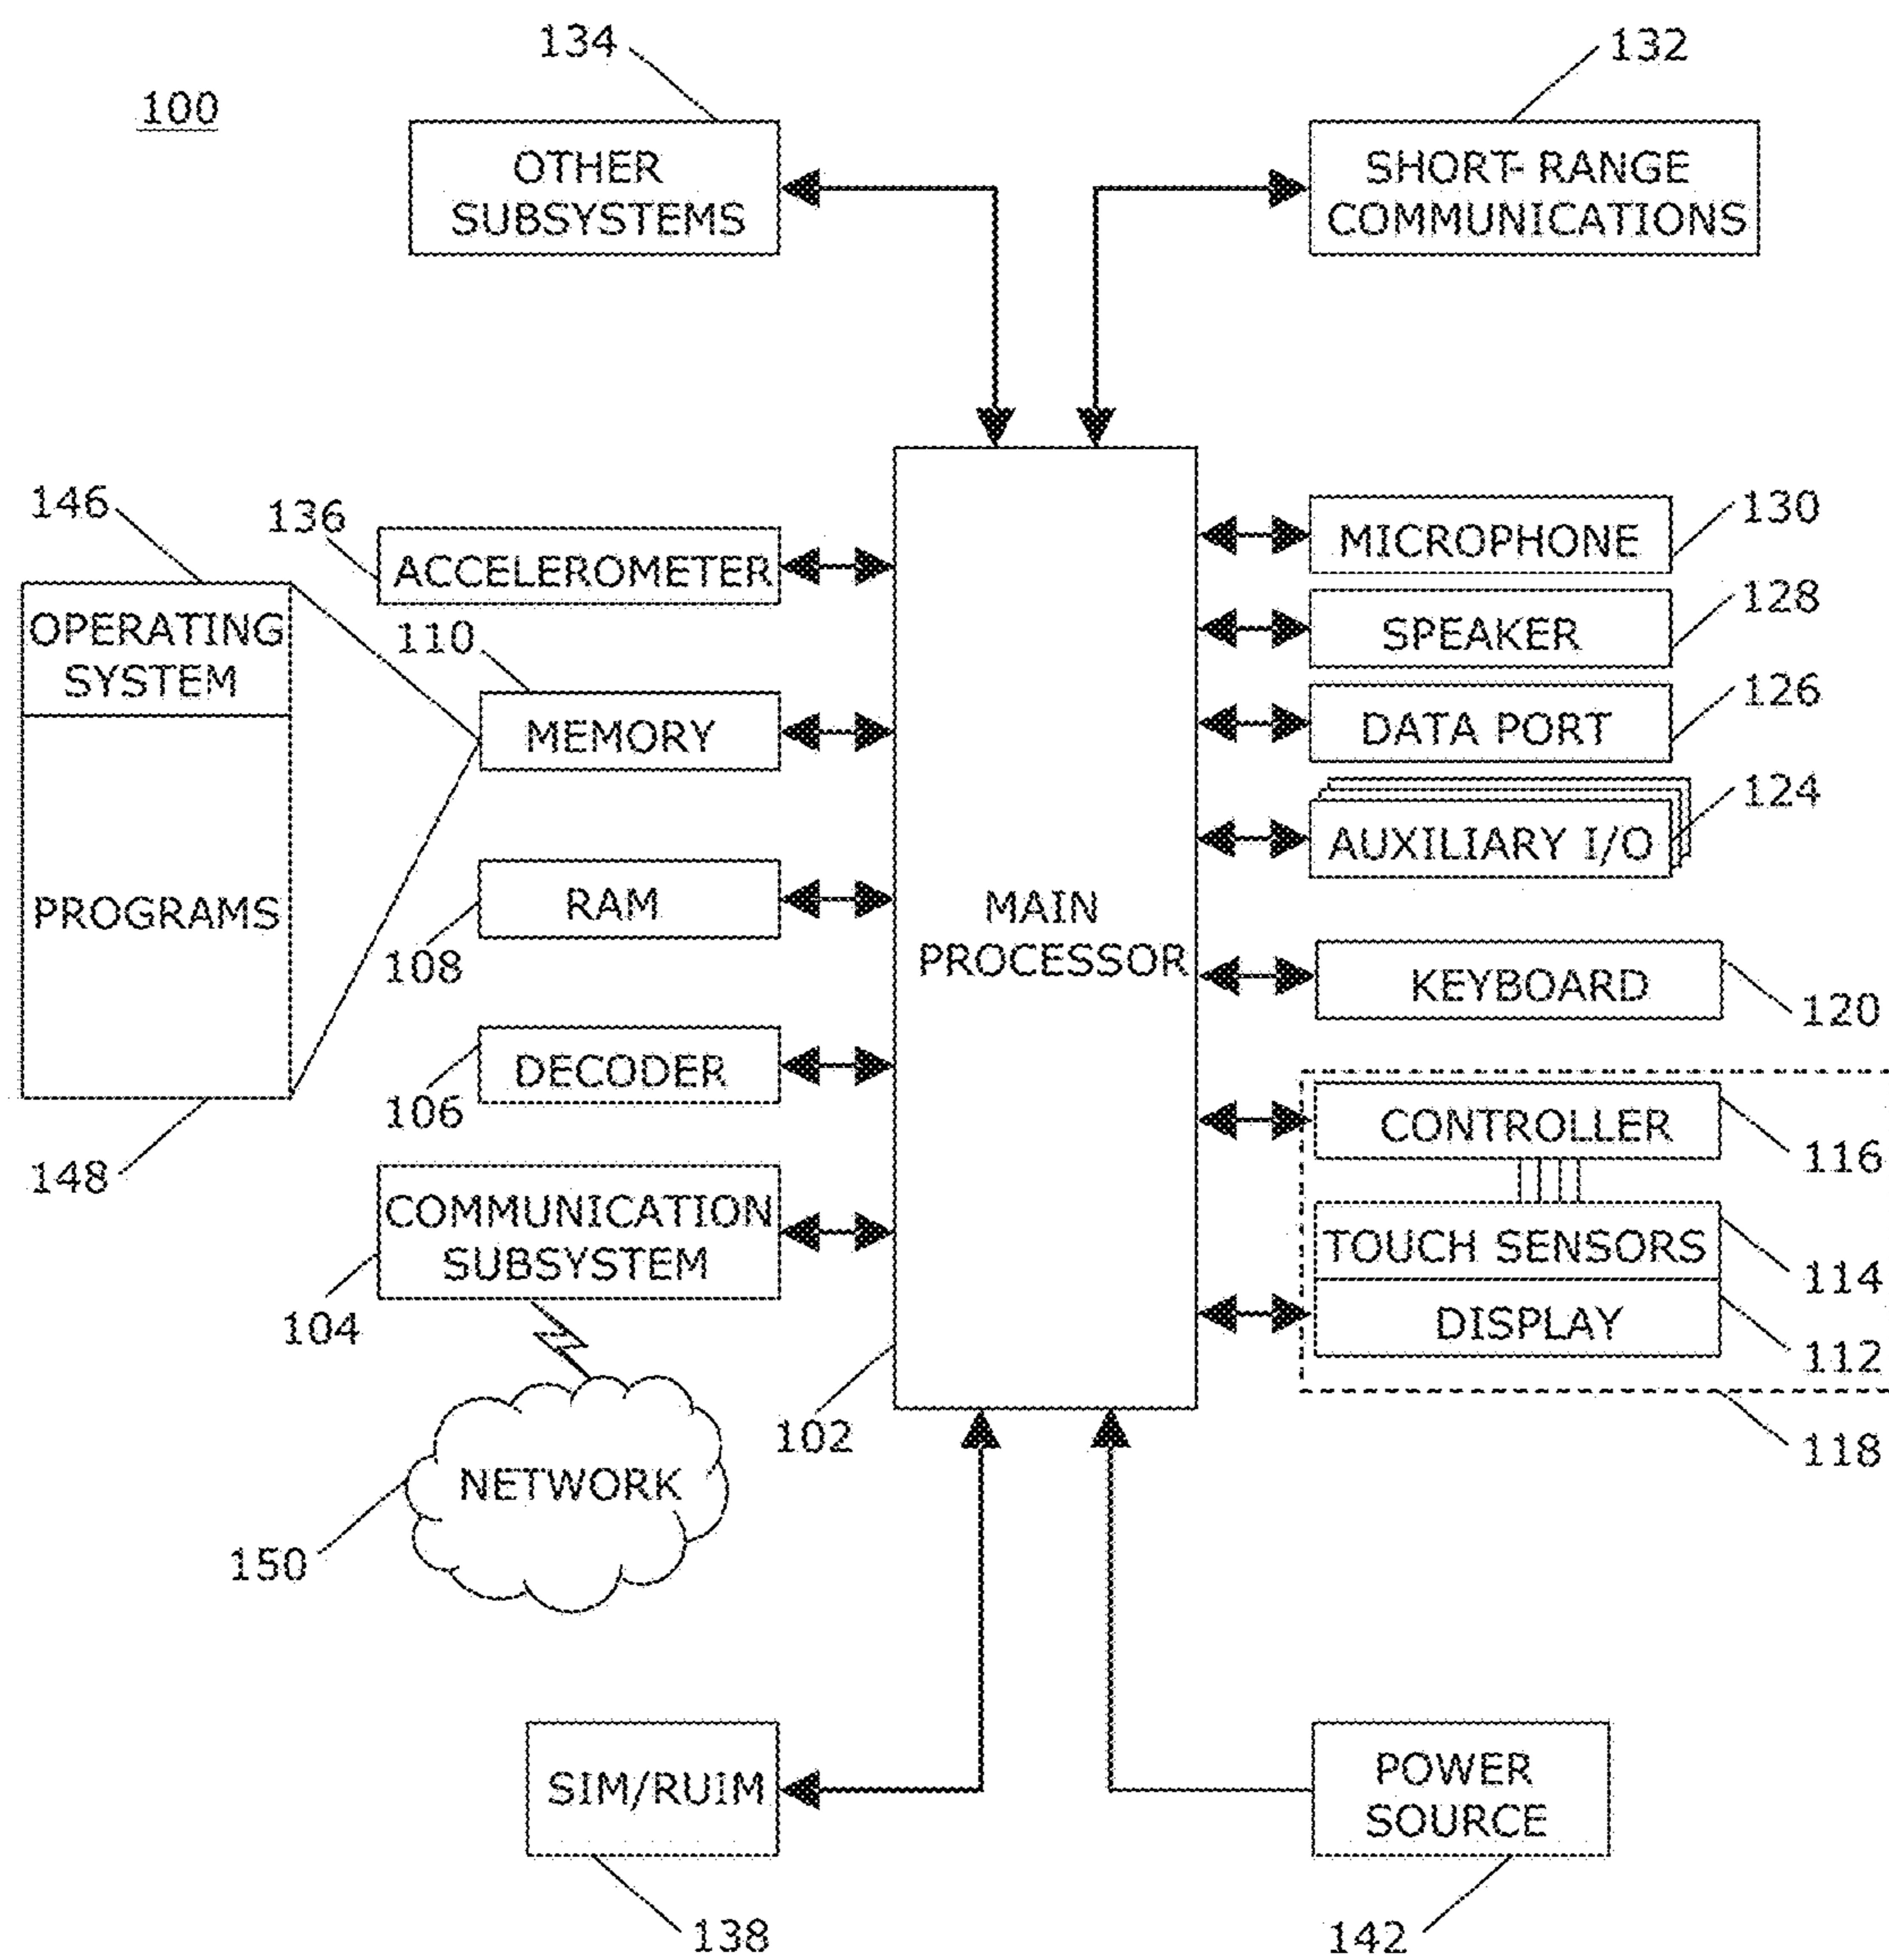 134
132
100
OTHER
SUBSYSTEMS
SHORT-RANGE
COMMUNICATIONS
146
136
ACCELEROMETER
MICROPHONE
130
OPERATING
SYSTEM
110
MEMORY
SPEAKER
128
DATA PORT
126
AUXILIARY I/O
124
PROGRAMS
RAM
108
MAIN
PROCESSOR
KEYBOARD
120
DECODER
106
CONTROLLER
116
148
COMMUNICATION
SUBSYSTEM
104
TOUCH SENSORS
114
DISPLAY
112
102
118
NETWORK
150
SIM/RUIM
138
POWER
SOURCE
142